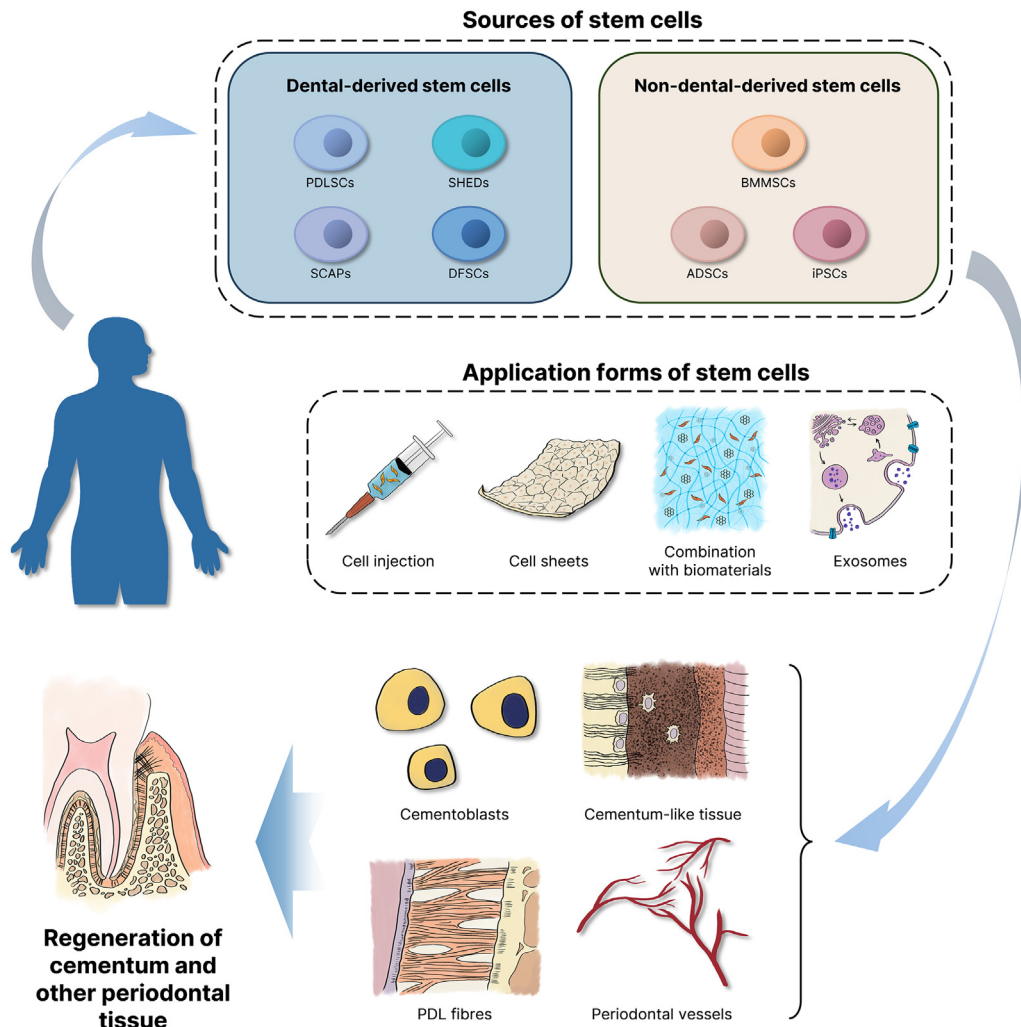 Sources of stem cells
Dental-derived stem cells
PDLSCs
SHEDs
SCAPs
DFSCs
Non-dental-derived stem cells
BMMSCs
ADSCs
iPSCs
Application forms of stem cells
Cell injection
Cell sheets
Combination
with biomaterials
Exosomes
Cementoblasts
Cementum-like tissue
PDL fibres
Periodontal vessels
Regeneration of
cementum and
other periodontal
tissue